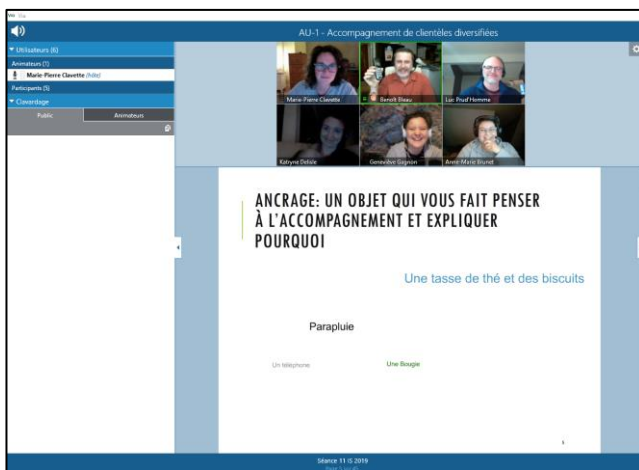 Via
AU-1 - Accompagnement de clientèles diversifiées
Utilisateurs (6)
Animateurs (1)
Marie-Pierre Clavette (hôte)
Participants (5)
Clavardage
Public
Animateurs
Marie-Pierre Clavette
Benoît Bleau
Luc Prud'Homme
Katryne Delisle
Geneviève Gagnon
Anne-Marie Brunet
ANCRAGE: UN OBJET QUI VOUS FAIT PENSER
À L'ACCOMPAGNEMENT ET EXPLIQUER
POURQUOI
Une tasse de thé et des biscuits
Parapluie
Un téléphone
Une Bougie
Séance 11 IS 2019